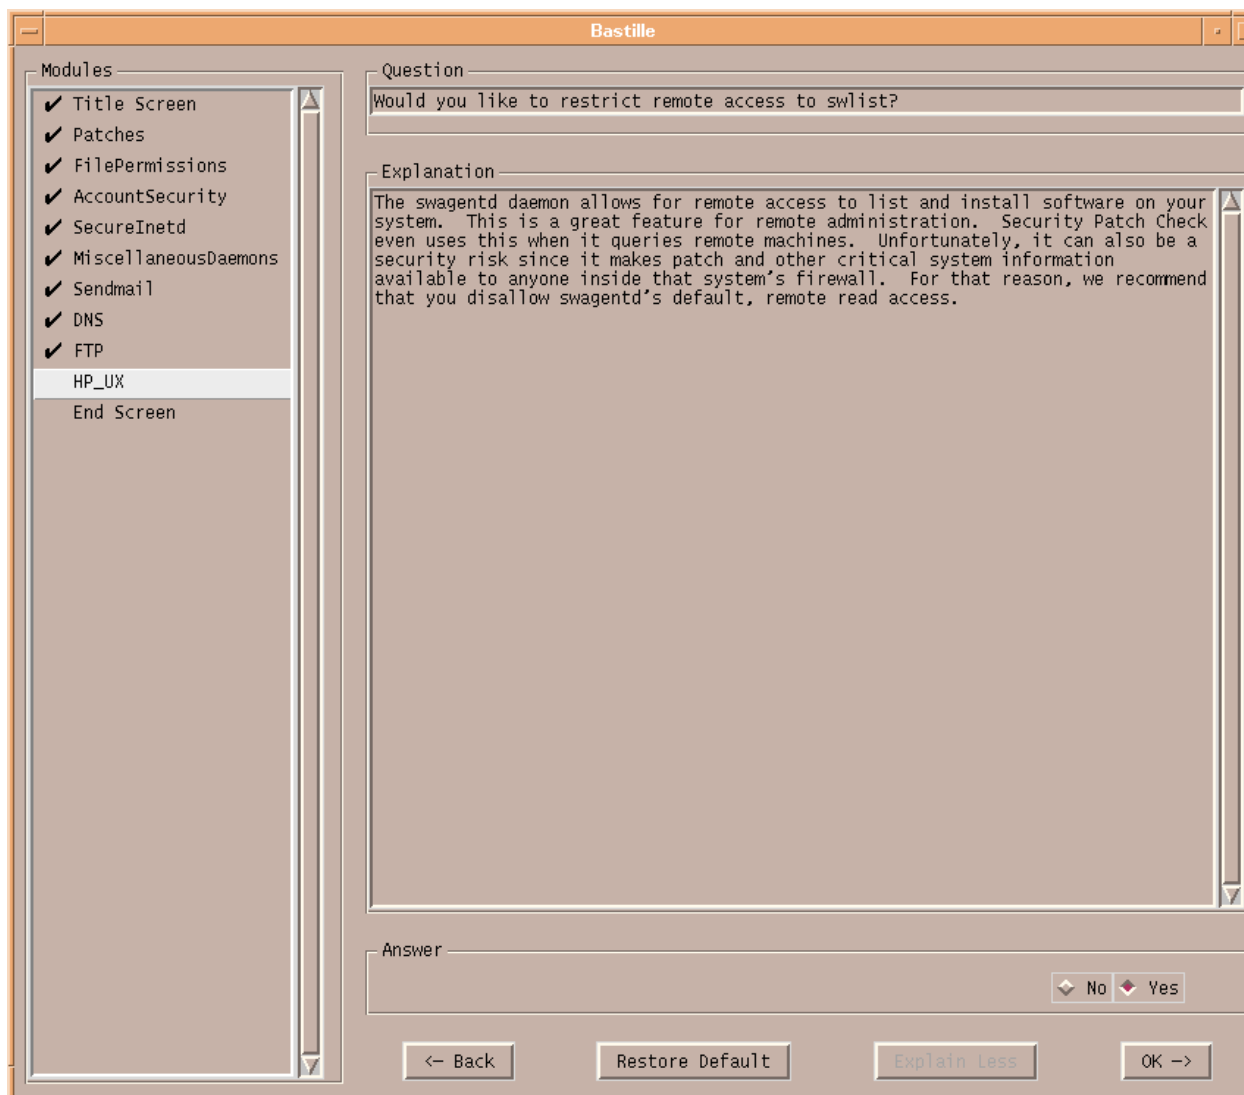 Bastille
Modules
✔ Title Screen
✔ Patches
✔ FilePermissions
✔ AccountSecurity
✔ SecureInetd
✔ MiscellaneousDaemons
✔ Sendmail
✔ DNS
✔ FTP
HP_UX
End Screen
Question
Would you like to restrict remote access to swlist?
Explanation
The swagentd daemon allows for remote access to list and install software on your
system.  This is a great feature for remote administration.  Security Patch Check
even uses this when it queries remote machines.  Unfortunately, it can also be a
security risk since it makes patch and other critical system information
available to anyone inside that system's firewall.  For that reason, we recommend
that you disallow swagentd's default, remote read access.
Answer
No Yes
<- Back Restore Default Explain Less OK ->